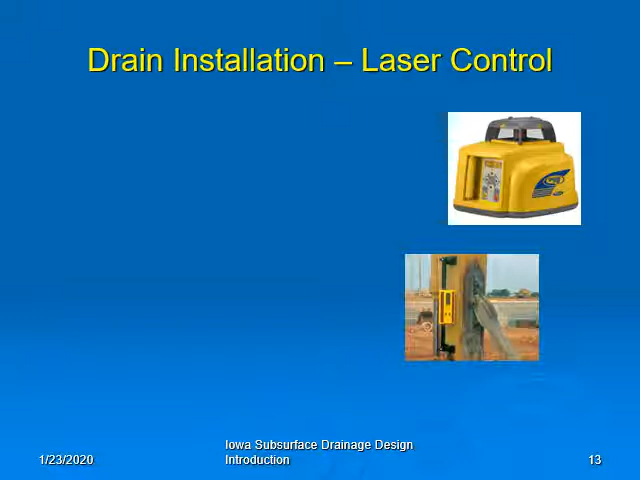 Drain Installation – Laser Control
1/23/2020
Iowa Subsurface Drainage Design
Introduction
13